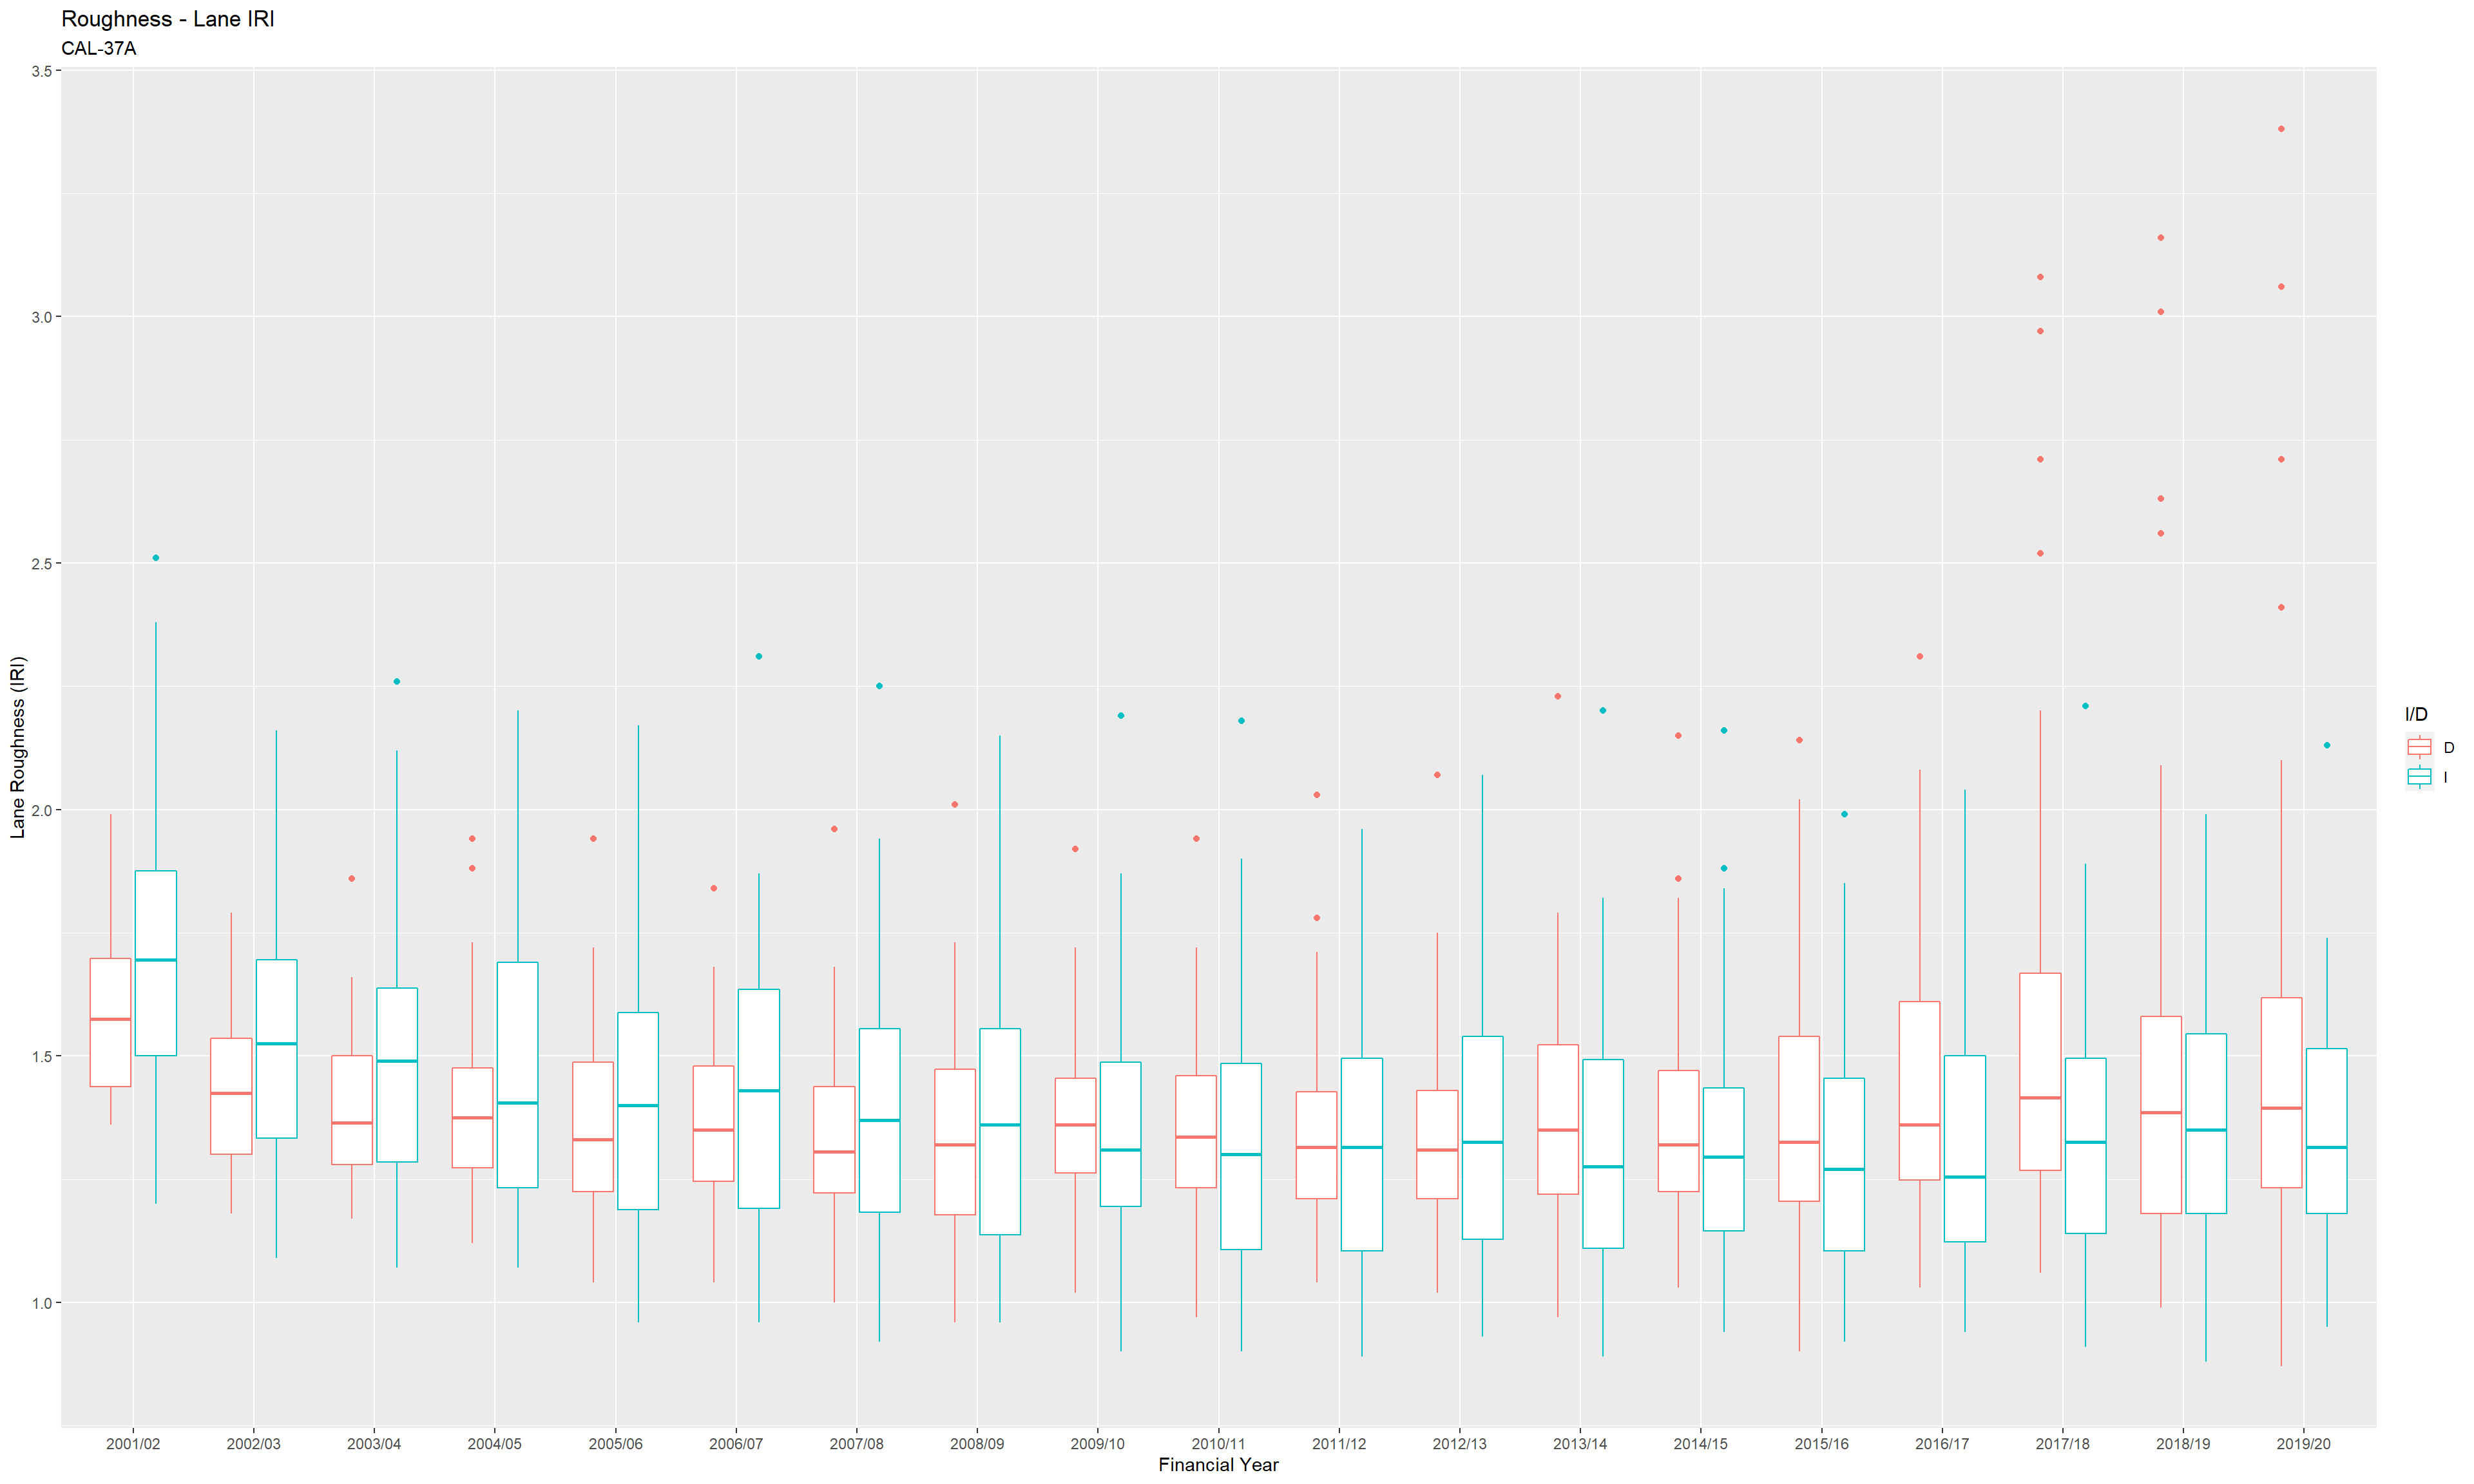 Roughness - Lane IRI
CAL-37A
Lane Roughness (IRI)
3.5
3.0
2.5
2.0
1.5
1.0
2001/02 2002/03 2003/04 2004/05 2005/06 2006/07 2007/08 2008/09 2009/10 2010/11 2011/12 2012/13 2013/14 2014/15 2015/16 2016/17 2017/18 2018/19 2019/20
Financial Year
I/D
D
I